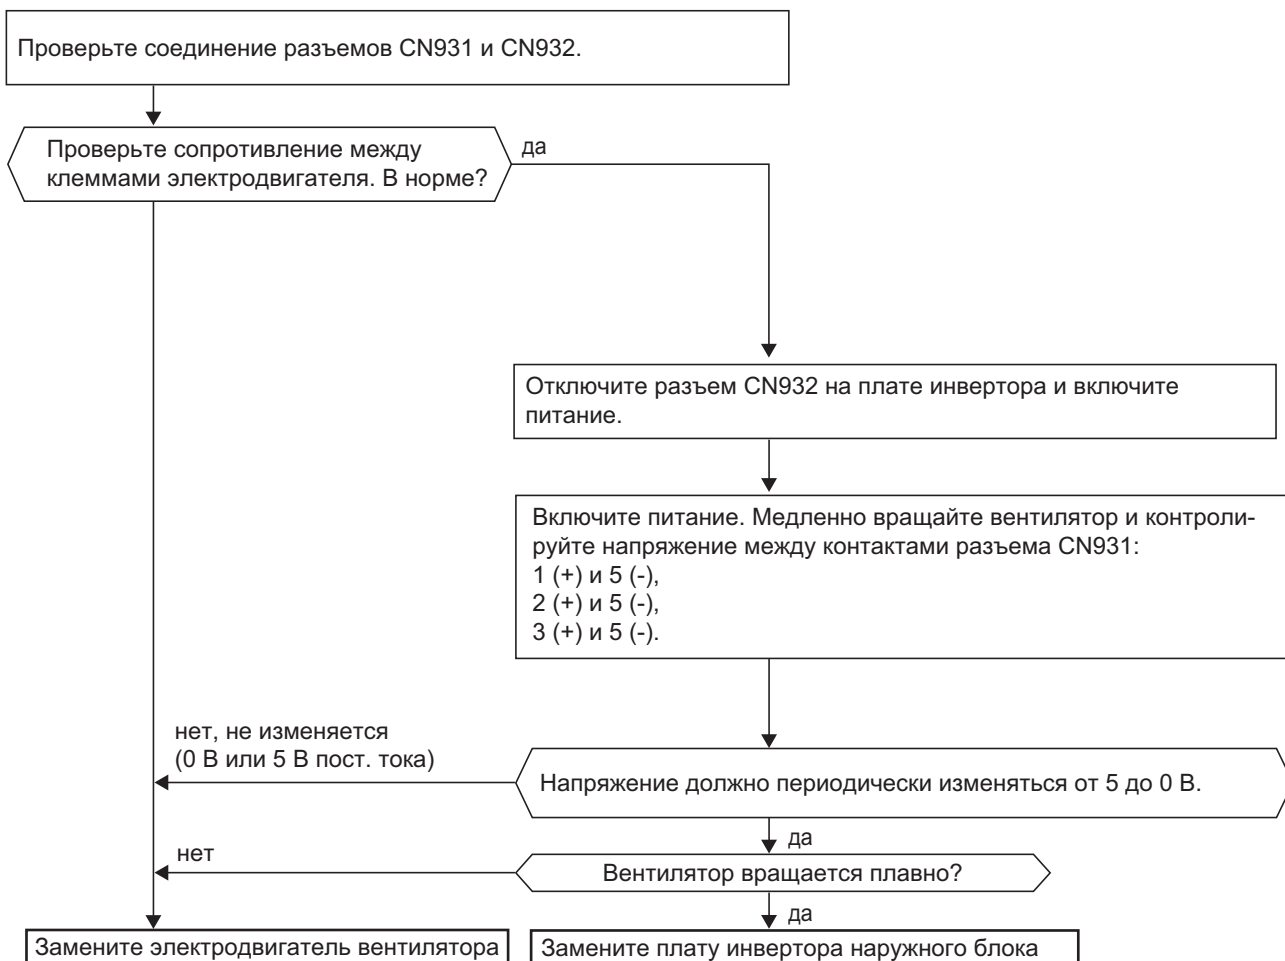 Проверьте соединение разъемов CN931 и CN932.
Проверьте сопротивление между
клеммами электродвигателя. В норме?
да
Отключите разъем CN932 на плате инвертора и включите
питание.
Включите питание. Медленно вращайте вентилятор и контроли-
руйте напряжение между контактами разъема CN931:
1 (+) и 5 (-),
2 (+) и 5 (-),
3 (+) и 5 (-).
нет, не изменяется
(0 В или 5 В пост. тока)
Напряжение должно периодически изменяться от 5 до 0 В.
да
нет
Вентилятор вращается плавно?
да
Замените электродвигатель вентилятора
Замените плату инвертора наружного блока